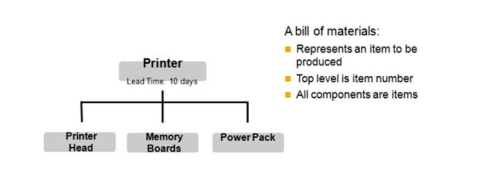 A bill of materials:
Represents an item to be
produced
Top level is item number
All components are items
Printer
Lead Time: 10 days
Printer
Head
Memory
Boards
Power Pack